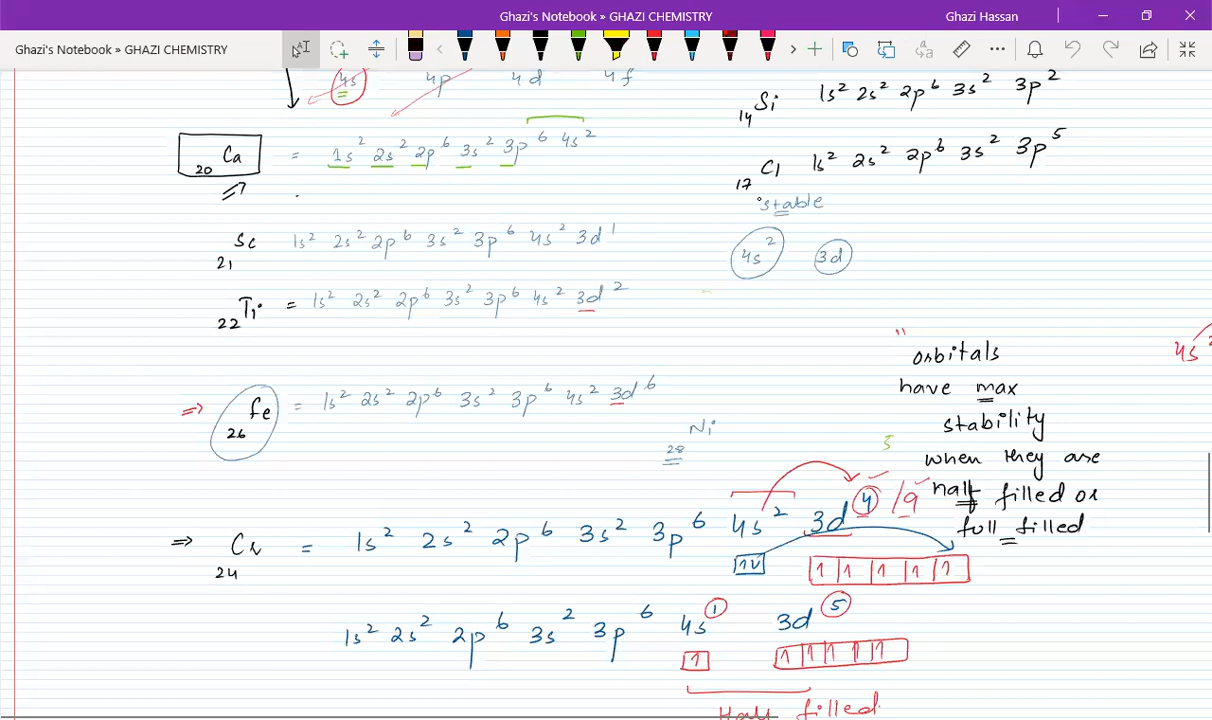 Ghazi's Notebook » GHAZI CHEMISTRY
Ghazi Hassan
Ghazi's Notebook » GHAZI CHEMISTRY
4s 4p 4d 4f
₂₀Ca = 1s² 2s² 2p⁶ 3s² 3p⁶ 4s²
₂₁Sc 1s² 2s² 2p⁶ 3s² 3p⁶ 4s² 3d¹
₂₂Ti = 1s² 2s² 2p⁶ 3s² 3p⁶ 4s² 3d²
⇒ ₂₆fe = 1s² 2s² 2p⁶ 3s² 3p⁶ 4s² 3d⁶
₂₈Ni
₁₄Si 1s² 2s² 2p⁶ 3s² 3p²
₁₇Cl 1s² 2s² 2p⁶ 3s² 3p⁵
stable
4s² 3d
"orbitals
have max
stability
when they are
half filled or
full filled
4s
⇒ ₂₄Cr = 1s² 2s² 2p⁶ 3s² 3p⁶ 4s² 3d⁴ /9
1s² 2s² 2p⁶ 3s² 3p⁶ 4s¹ 3d⁵
Half filled